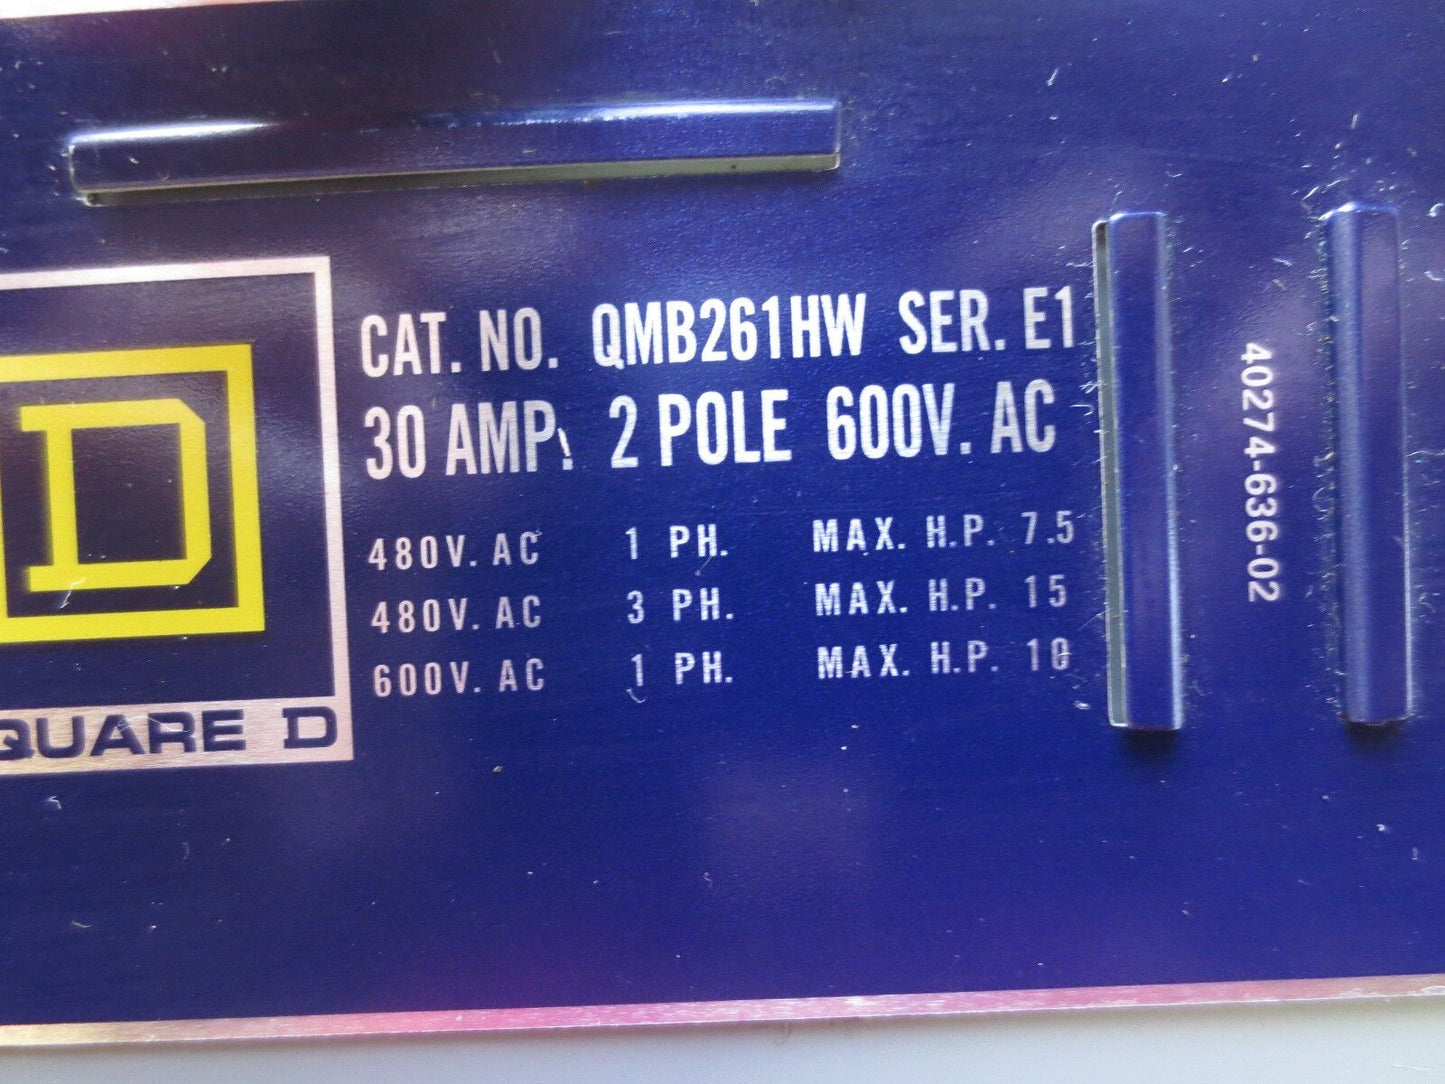 CAT. NO. QMB261HW SER. E1
30 AMP. 2 POLE 600V. AC
480V. AC 1 PH. MAX. H.P. 7.5
480V. AC 3 PH. MAX. H.P. 15
600V. AC 1 PH. MAX. H.P. 10
D
QUARE D
40274-636-02